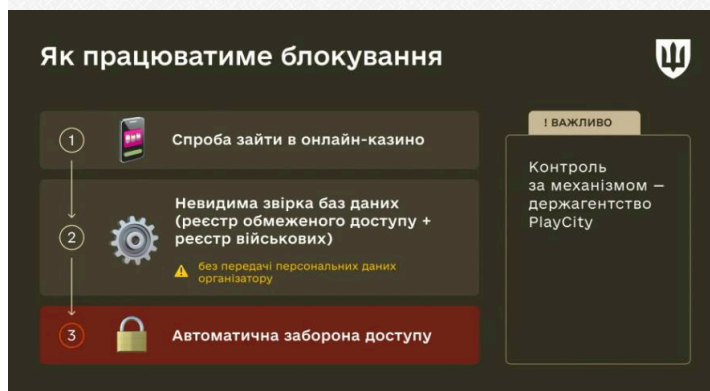 Як працюватиме блокування
1
Спроба зайти в онлайн-казино
2
Невидима звірка баз даних
(реєстр обмеженого доступу +
реєстр військових)
без передачі персональних даних
організатору
3
Автоматична заборона доступу
! ВАЖЛИВО
Контроль
за механізмом —
держагентство
PlayCity